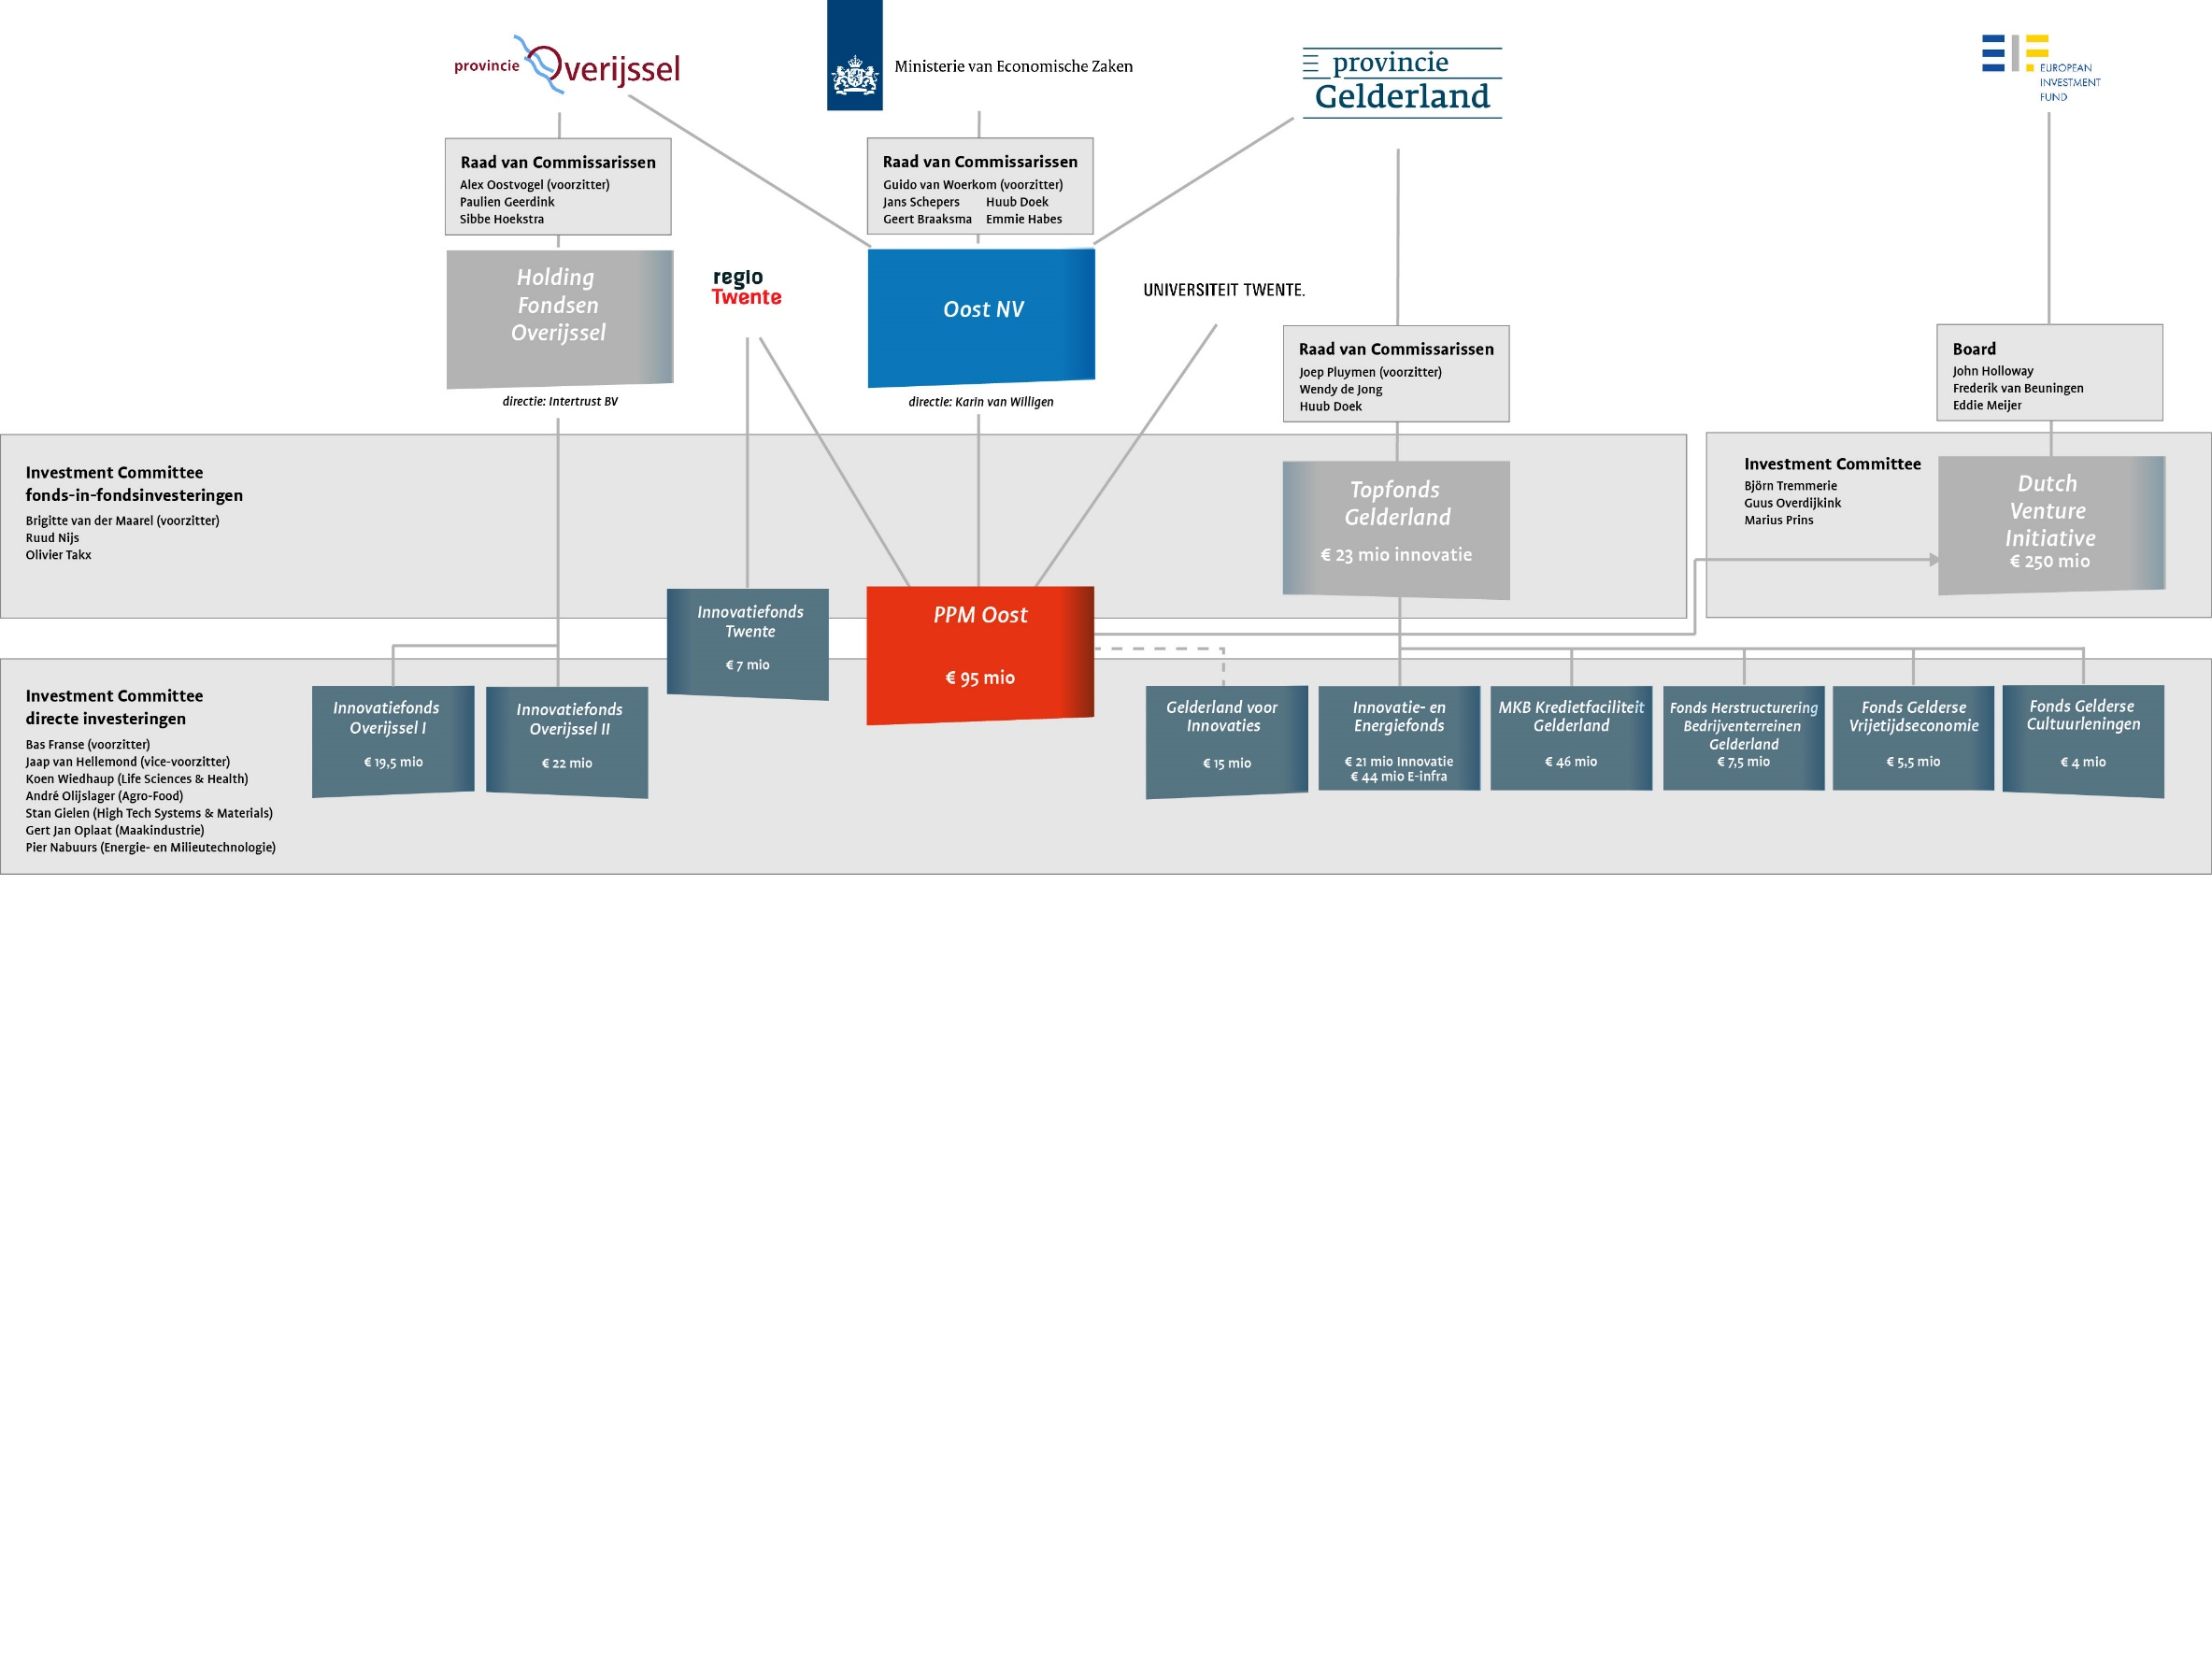 provincie Overijssel
Ministerie van Economische Zaken
provincie
Gelderland
EUROPEAN
INVESTMENT
FUND
Raad van Commissarissen
Alex Oostvogel (voorzitter)
Paulien Geerdink
Sibbe Hoekstra
Raad van Commissarissen
Guido van Woerkom (voorzitter)
Jans Schepers Huub Doek
Geert Braaksma Emmie Habes
Holding
Fondsen
Overijssel
directie: Intertrust BV
regio
Twente
Oost NV
directie: Karin van Willigen
UNIVERSITEIT TWENTE.
Raad van Commissarissen
Joep Pluymen (voorzitter)
Wendy de Jong
Huub Doek
Board
John Holloway
Frederik van Beuningen
Eddie Meijer
Investment Committee
fonds-in-fondsinvesteringen
Brigitte van der Maarel (voorzitter)
Ruud Nijs
Olivier Takx
Topfonds
Gelderland
€ 23 mio innovatie
Investment Committee
Björn Tremmerie
Guus Overdijkink
Marius Prins
Dutch
Venture
Initiative
€ 250 mio
Innovatiefonds
Twente
€ 7 mio
PPM Oost
€ 95 mio
Investment Committee
directe investeringen
Bas Franse (voorzitter)
Jaap van Hellemond (vice-voorzitter)
Koen Wiedhaup (Life Sciences & Health)
André Olijslager (Agro-Food)
Stan Gielen (High Tech Systems & Materials)
Gert Jan Oplaat (Maakindustrie)
Pier Nabuurs (Energie- en Milieutechnologie)
Innovatiefonds
Overijssel I
€ 19,5 mio
Innovatiefonds
Overijssel II
€ 22 mio
Gelderland voor
Innovaties
€ 15 mio
Innovatie- en
Energiefonds
€ 21 mio Innovatie
€ 44 mio E-infra
MKB Kredietfaciliteit
Gelderland
€ 46 mio
Fonds Herstructurering
Bedrijventerreinen
Gelderland
€ 7,5 mio
Fonds Gelderse
Vrijetijdseconomie
€ 5,5 mio
Fonds Gelderse
Cultuurleningen
€ 4 mio